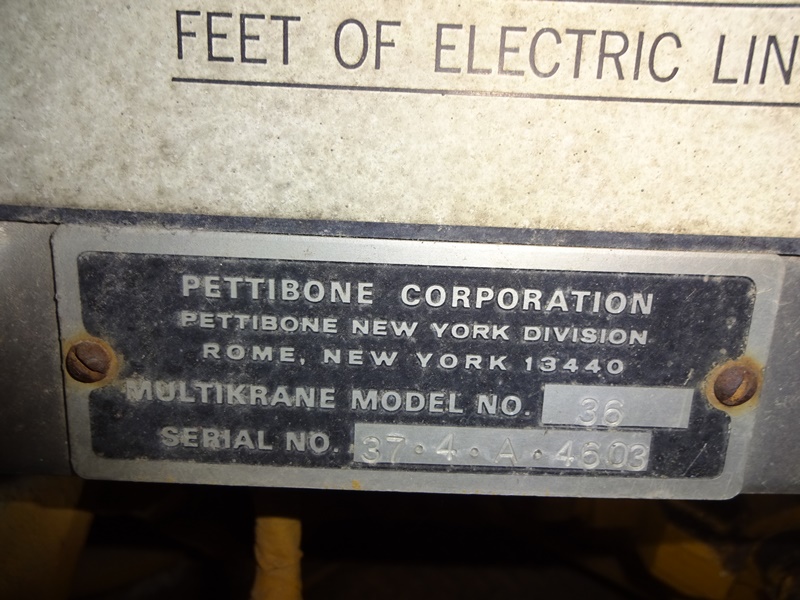 FEET OF ELECTRIC LIN
PETTIBONE CORPORATION
PETTIBONE NEW YORK DIVISION
ROME, NEW YORK 13440
MULTIKRANE MODEL NO. 36
SERIAL NO. 37·4·A·4603